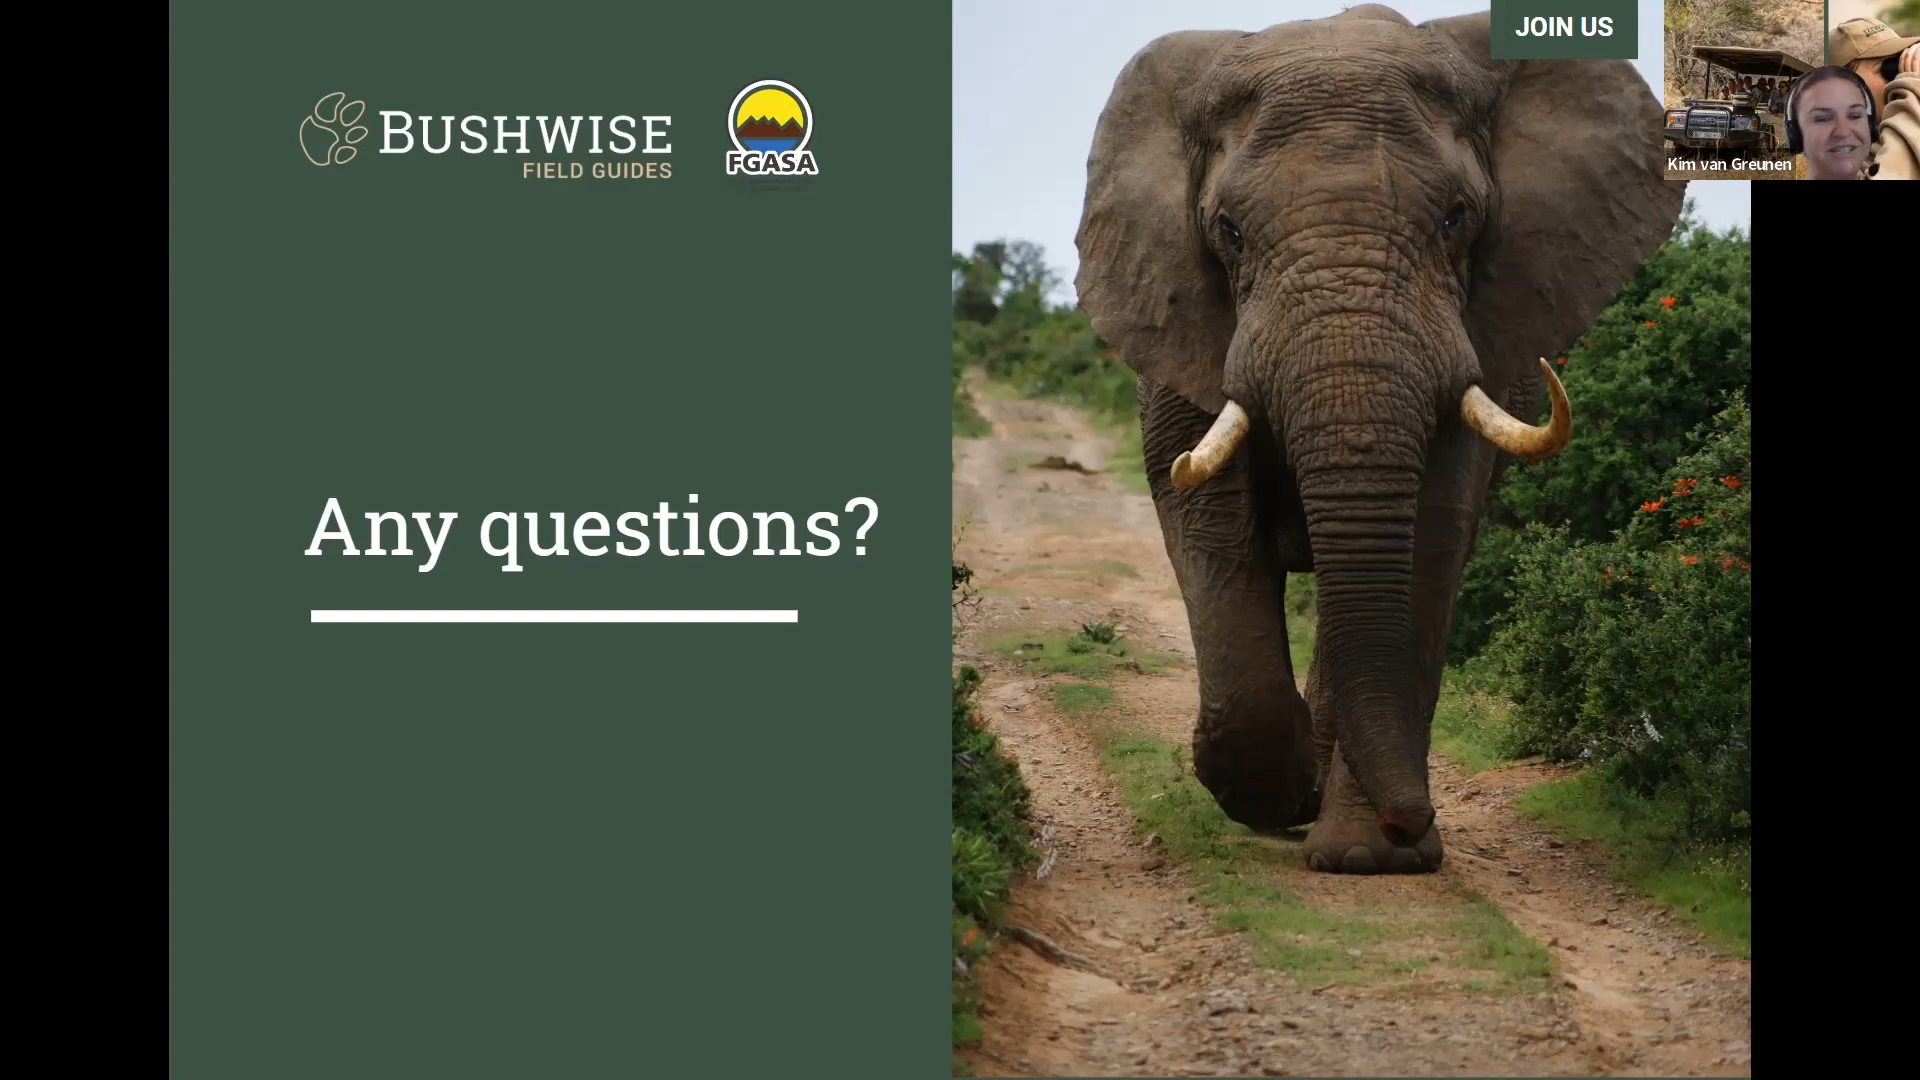 BUSHWISE
FIELD GUIDES
FGASA
Any questions?
JOIN US
Kim van Greunen